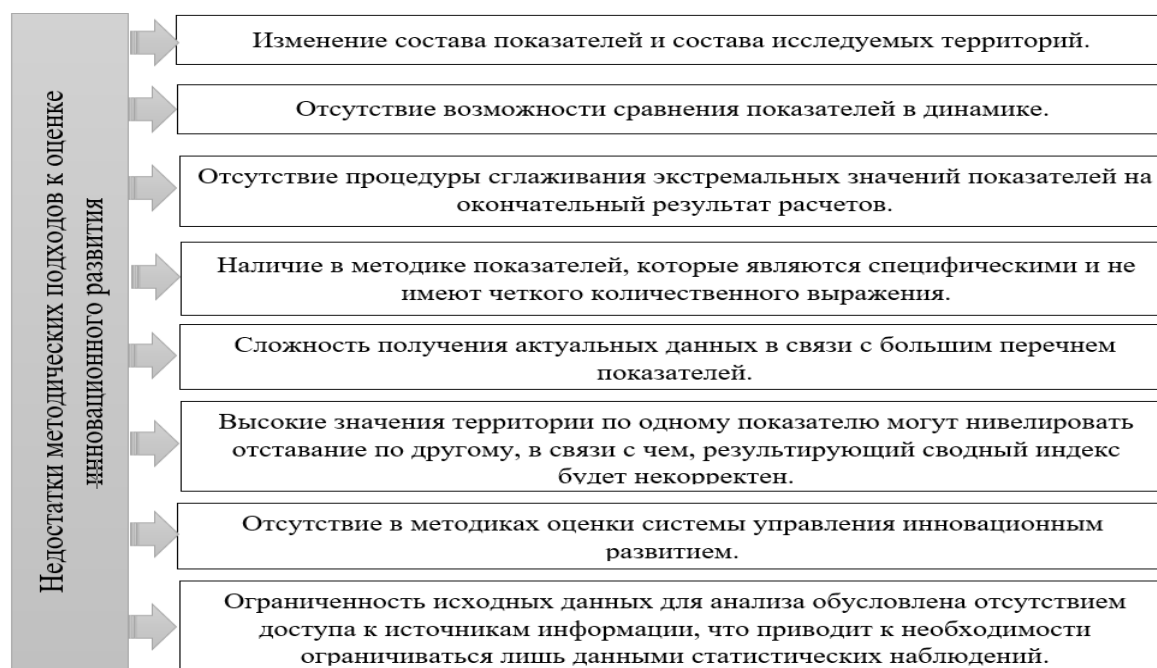 Недостатки методических подходов к оценке
инновационного развития
Изменение состава показателей и состава исследуемых территорий.
Отсутствие возможности сравнения показателей в динамике.
Отсутствие процедуры сглаживания экстремальных значений показателей на
окончательный результат расчетов.
Наличие в методике показателей, которые являются специфическими и не
имеют четкого количественного выражения.
Сложность получения актуальных данных в связи с большим перечнем
показателей.
Высокие значения территории по одному показателю могут нивелировать
отставание по другому, в связи с чем, результирующий сводный индекс
будет некорректен.
Отсутствие в методиках оценки системы управления инновационным
развитием.
Ограниченность исходных данных для анализа обусловлена отсутствием
доступа к источникам информации, что приводит к необходимости
ограничиваться лишь данными статистических наблюдений.